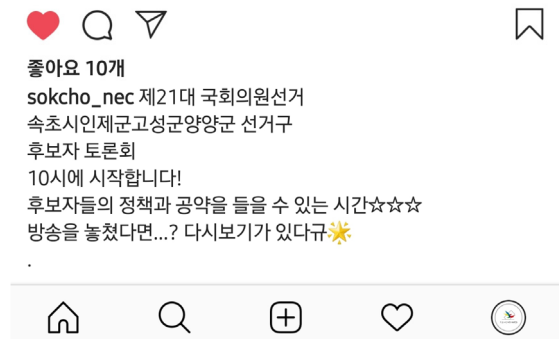 좋아요 10개
sokcho_nec 제21대 국회의원선거
속초시인제군고성군양양군 선거구
후보자 토론회
10시에 시작합니다!
후보자들의 정책과 공약을 들을 수 있는 시간☆☆☆
방송을 놓쳤다면...? 다시보기가 있다규🌟
.